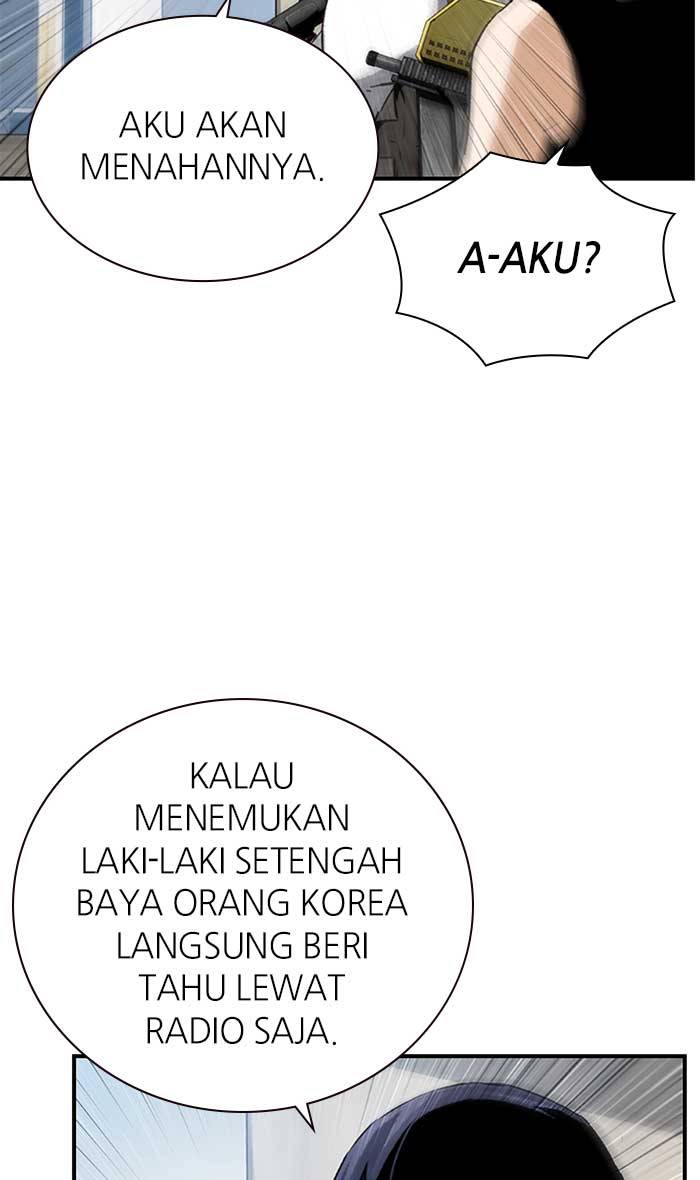 AKU AKAN
MENAHANNYA.
A-AKU?
KALAU
MENEMUKAN
LAKI-LAKI SETENGAH
BAYA ORANG KOREA
LANGSUNG BERI
TAHU LEWAT
RADIO SAJA.